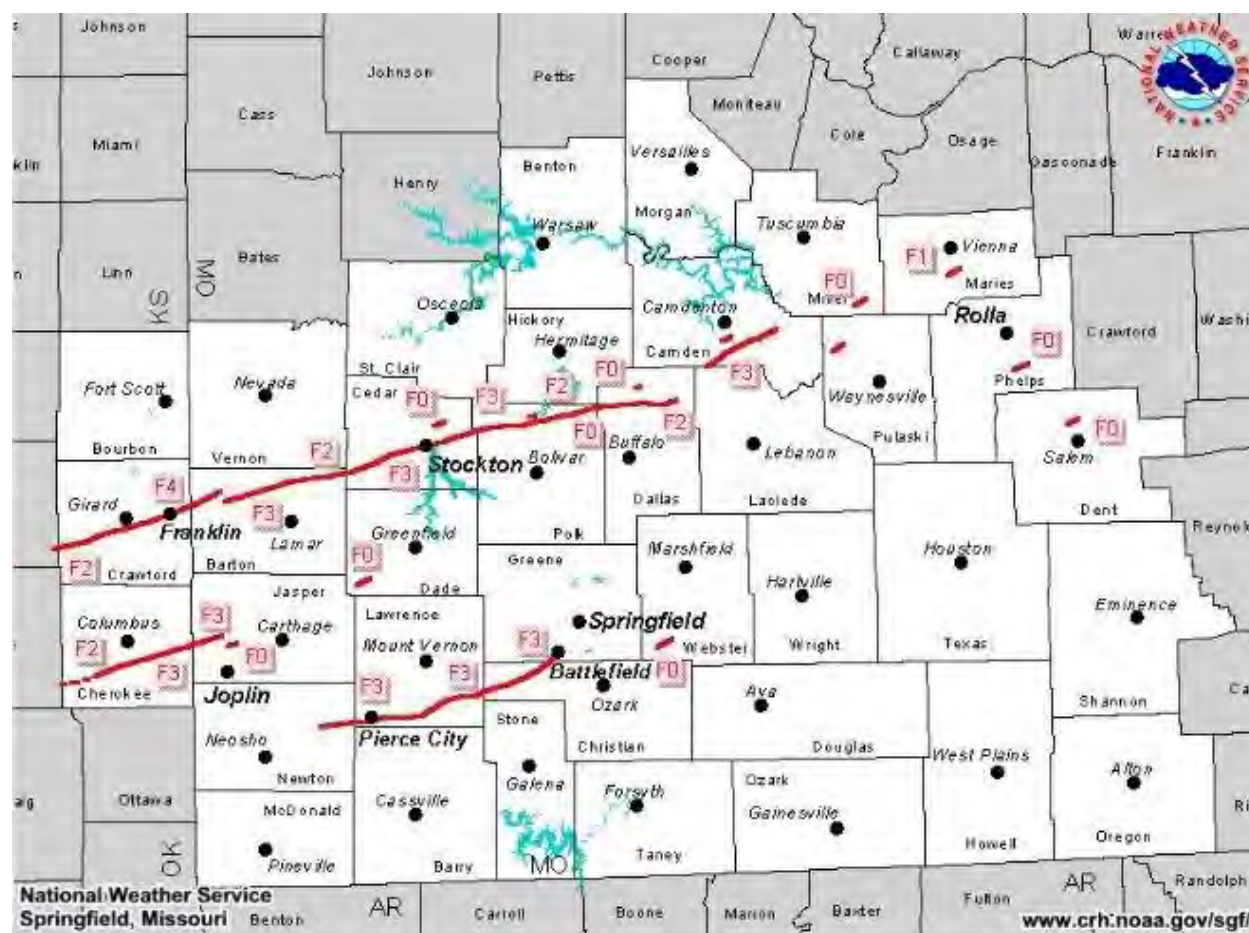 Johnson
Johnson
Pettis
Cooper
Callaway
Warren
NATIONAL WEATHER SERVICE
Moniteau
Cass
Cole
Osage
Franklin
Miami
Gasconade
Benton
Versailles
Henry
Morgan
Tuscumbia
Warsaw
Vienna
F1
Linn
KS
MO
Bates
Osceola
F0
Miller
Maries
Hickory
Camdenton
Rolla
Crawford
Hermitage
Camden
F0
St. Clair
F3
Phelps
Fort Scott
Nevada
Cedar
F0
F3
F2
F0
Waynesville
Bourbon
Vernon
F2
F0
Buffalo
F2
Pulaski
F0
Stockton
Bolivar
Lebanon
Salem
F4
F3
Dallas
Laclede
Girard
F3
Dent
Franklin
Lamar
Greenfield
Polk
Marshfield
Houston
F2
Crawford
Barton
F0
Dade
Greene
Hartville
Jasper
Columbus
F3
Carthage
Lawrence
Springfield
Eminence
F2
Mount Vernon
F3
Webster
Wright
Texas
F3
F0
F3
F3
Battlefield
F0
Cherokee
Joplin
Ozark
Ava
Shannon
Neosho
Pierce City
Stone
Christian
Douglas
West Plains
Newton
Galena
Ozark
Alton
Ottawa
McDonald
Cassville
Forsyth
Gainesville
OK
Pineville
Barry
MO
Taney
Howell
Oregon
National Weather Service
Springfield, Missouri
Benton
AR
Carroll
Boone
Marion
Baxter
Fulton
AR
Randolph
www.crh.noaa.gov/sgf/